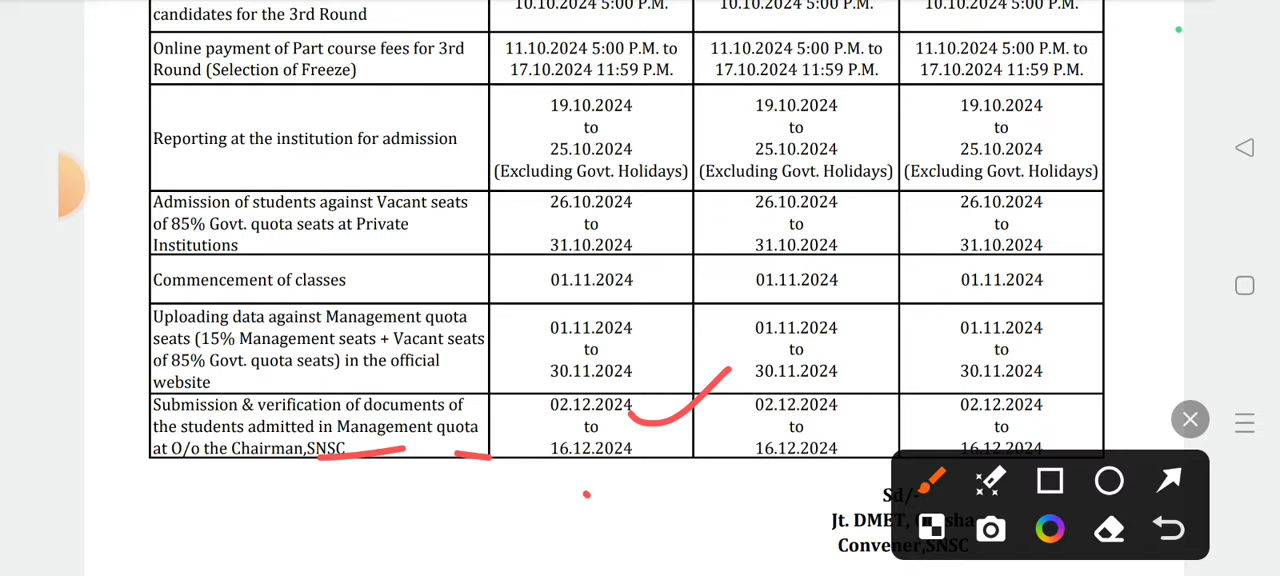 candidates for the 3rd Round
10.10.2024 5:00 P.M. 10.10.2024 5:00 P.M. 10.10.2024 5:00 P.M.
Online payment of Part course fees for 3rd
Round (Selection of Freeze)
11.10.2024 5:00 P.M. to 11.10.2024 5:00 P.M. to 11.10.2024 5:00 P.M. to
17.10.2024 11:59 P.M. 17.10.2024 11:59 P.M. 17.10.2024 11:59 P.M.
Reporting at the institution for admission
19.10.2024 19.10.2024 19.10.2024
to to to
25.10.2024 25.10.2024 25.10.2024
(Excluding Govt. Holidays) (Excluding Govt. Holidays) (Excluding Govt. Holidays)
Admission of students against Vacant seats
of 85% Govt. quota seats at Private
Institutions
26.10.2024 26.10.2024 26.10.2024
to to to
31.10.2024 31.10.2024 31.10.2024
Commencement of classes
01.11.2024 01.11.2024 01.11.2024
Uploading data against Management quota
seats (15% Management seats + Vacant seats
of 85% Govt. quota seats) in the official
website
01.11.2024 01.11.2024 01.11.2024
to to to
30.11.2024 30.11.2024 30.11.2024
Submission & verification of documents of
the students admitted in Management quota
at O/o the Chairman,SNSC
02.12.2024 02.12.2024 02.12.2024
to to to
16.12.2024 16.12.2024 16.12.2024
Sd/-
Jt. DMET,
Convener,SNSC